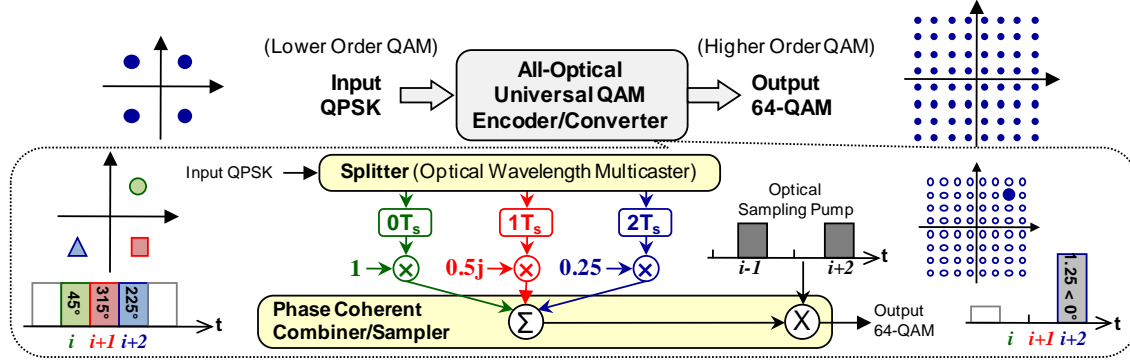 (Lower Order QAM)
Input
QPSK
All-Optical
Universal QAM
Encoder/Converter
(Higher Order QAM)
Output
64-QAM
Input QPSK
Splitter (Optical Wavelength Multicaster)
0Ts
1Ts
2Ts
1
×
0.5j
×
0.25
×
Optical
Sampling Pump
t
i-1
i+2
45°
315°
225°
t
i
i+1
i+2
Phase Coherent
Combiner/Sampler
Σ
X
Output
64-QAM
1.25 < 0°
t
i
i+1
i+2